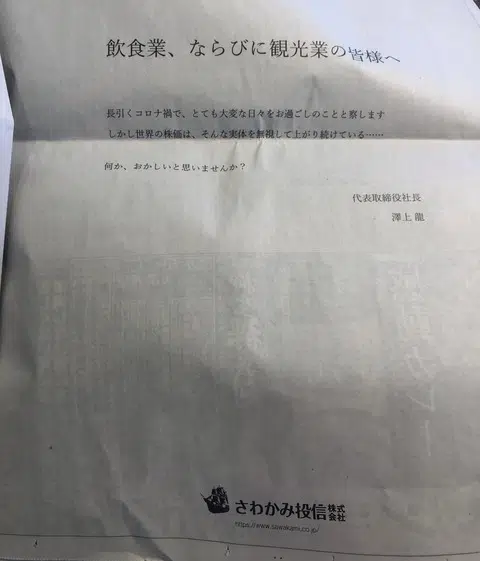 飲食業、ならびに観光業の皆様へ
長引くコロナ禍で、とても大変な日々をお過ごしのことと察します
しかし世界の株価は、そんな実体を無視して上がり続けている……
何か、おかしいと思いませんか？
代表取締役社長
澤上 龍
さわかみ投信株式会社
https://www.sawakami.co.jp/